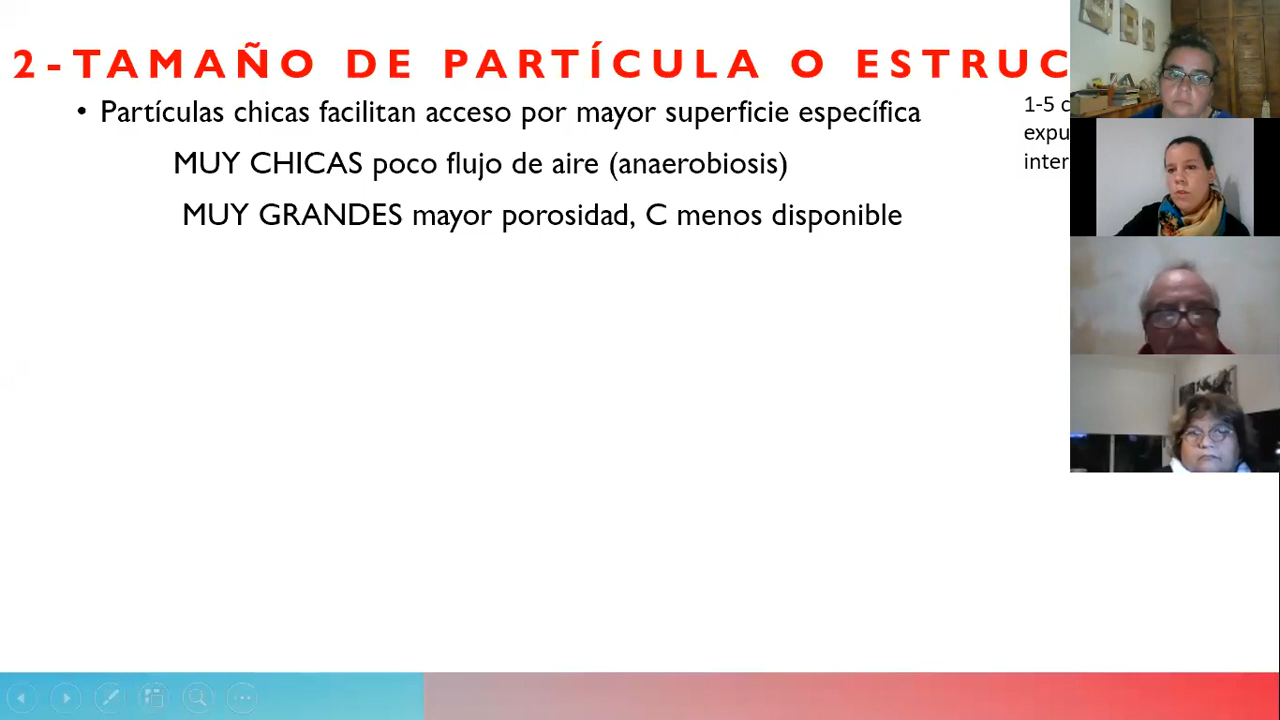 2-TAMAÑO DE PARTÍCULA O ESTRUC
• Partículas chicas facilitan acceso por mayor superficie específica
MUY CHICAS poco flujo de aire (anaerobiosis)
MUY GRANDES mayor porosidad, C menos disponible
1-5 c
expu
inter